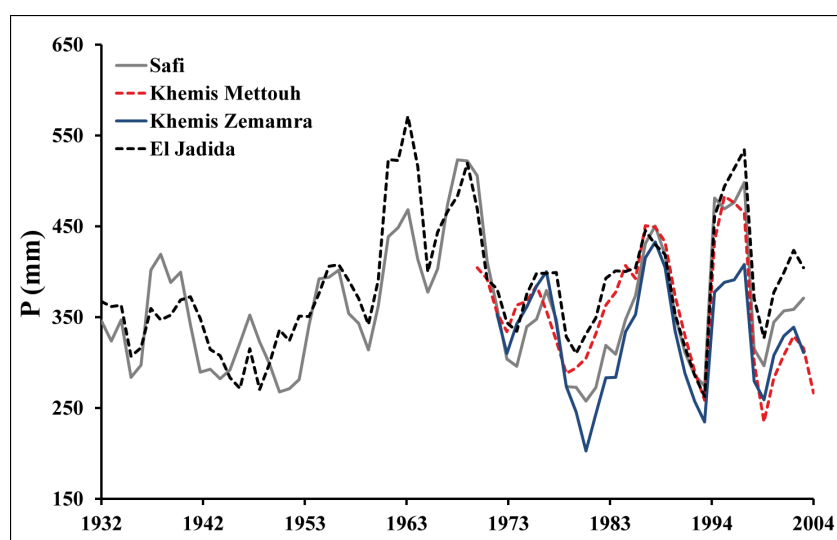 650
550
450
350
250
150
P (mm)
Safi
Khemis Mettouh
Khemis Zemamra
El Jadida
1932 1942 1953 1963 1973 1983 1994 2004